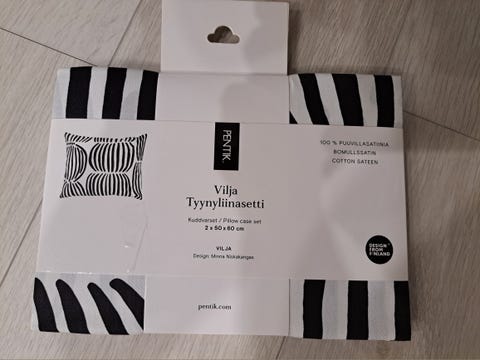 PENTIK.
Vilja
Tyynyliinasetti
Kuddvarset / Pillow case set
2 x 50 x 60 cm
VILJA
Design: Minna Niskakangas
pentik.com
100 % PUUVILLASATIINIA
BOMULLSSATIN
COTTON SATEEN
DESIGN
FROM
FINLAND